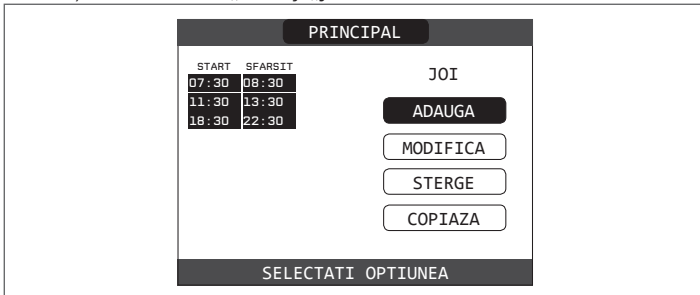 PRINCIPAL
START SFARSIT
07:30 08:30
11:30 13:30
18:30 22:30
JOI
ADAUGA
MODIFICA
STERGE
COPIAZA
SELECTATI OPTIUNEA